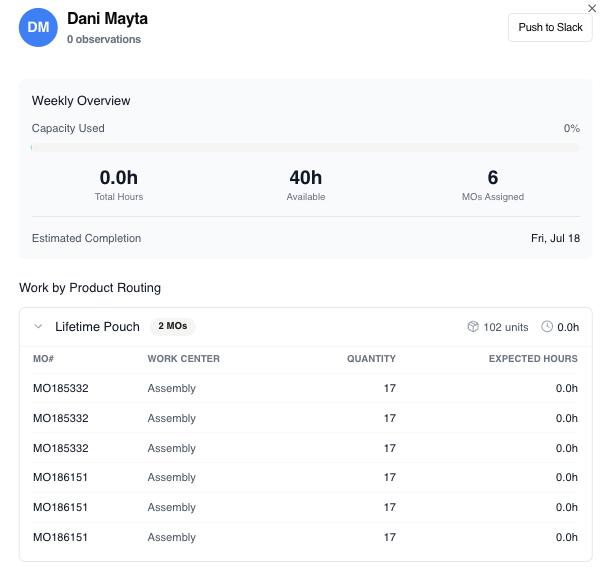 DM
Dani Mayta
0 observations
Push to Slack
Weekly Overview
Capacity Used 0%
0.0h 40h 6
Total Hours Available MOs Assigned
Estimated Completion Fri, Jul 18
Work by Product Routing
Lifetime Pouch 2 MOs 102 units 0.0h
MO# WORK CENTER QUANTITY EXPECTED HOURS
MO185332 Assembly 17 0.0h
MO185332 Assembly 17 0.0h
MO185332 Assembly 17 0.0h
MO186151 Assembly 17 0.0h
MO186151 Assembly 17 0.0h
MO186151 Assembly 17 0.0h